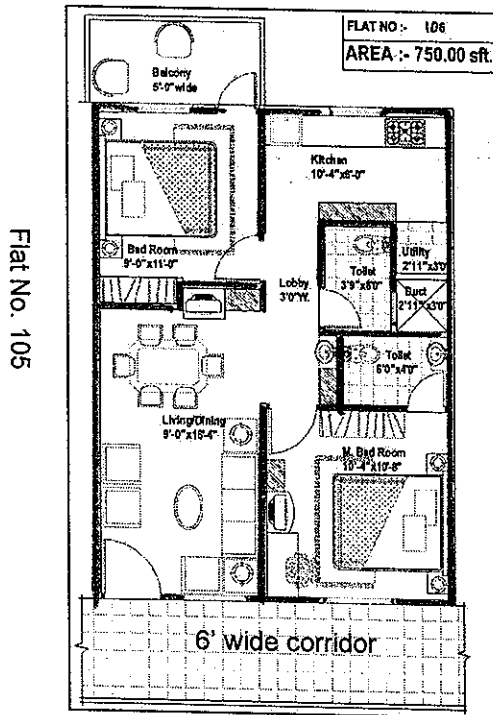 FLAT NO :- 106
AREA :- 750.00 sft.
Balcony
5'-0" wide
Kitchen
10'-4"x8'-0"
Bed Room
9'-0"x11'-0"
Utility
2'11"x3'0"
Toilet
3'9"x6'0"
Lobby
3'0"W.
Duct
2'11"x3'0"
Toilet
6'0"x4'0"
Living/Dining
9'-0"x16'-4"
M. Bed Room
10'-4"x10'-8"
6' wide corridor
Flat No. 105